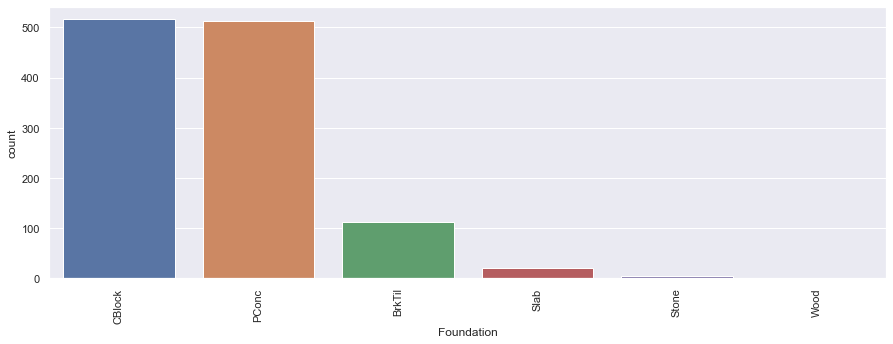 500
400
300
200
100
0
count
CBlock
PConc
BrkTil
Slab
Stone
Wood
Foundation